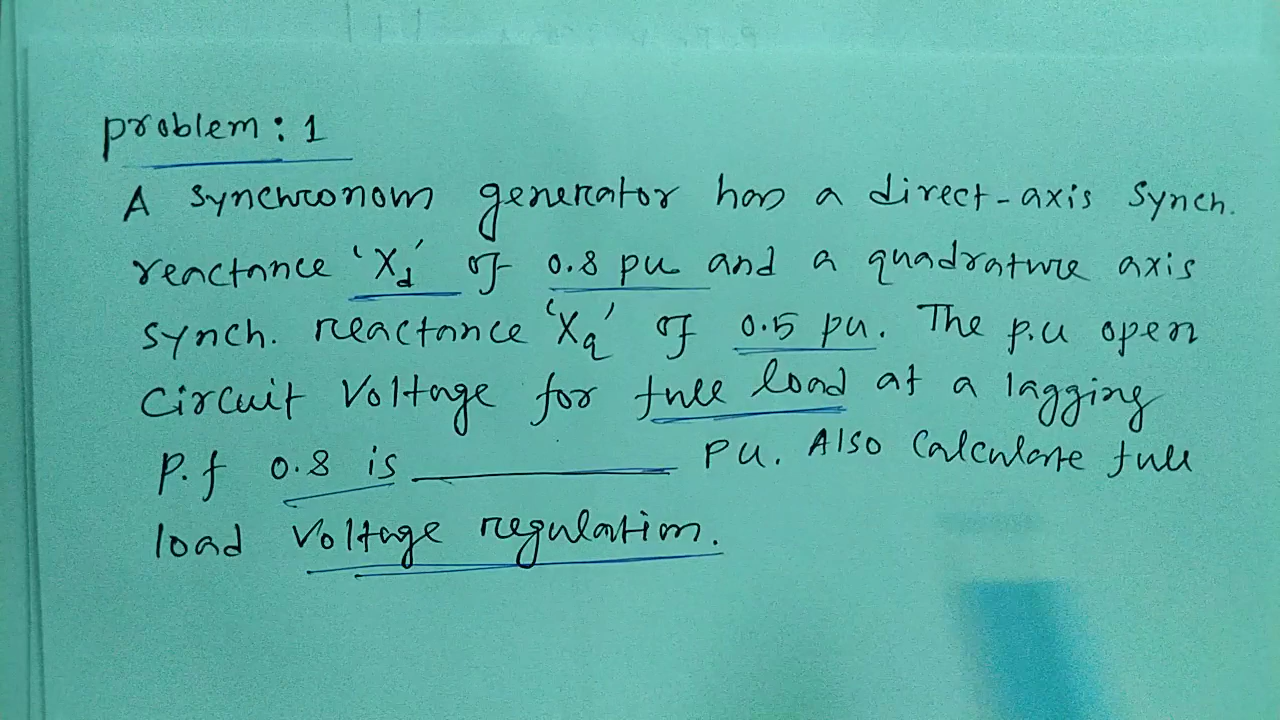 problem: 1
A synchronous generator has a direct-axis synch.
reactance 'Xd' of 0.8 pu and a quadrature axis
synch. reactance 'Xq' of 0.5 pu. The p.u open
circuit voltage for full load at a lagging
P.f 0.8 is __________ pu. Also calculate full
load voltage regulation.